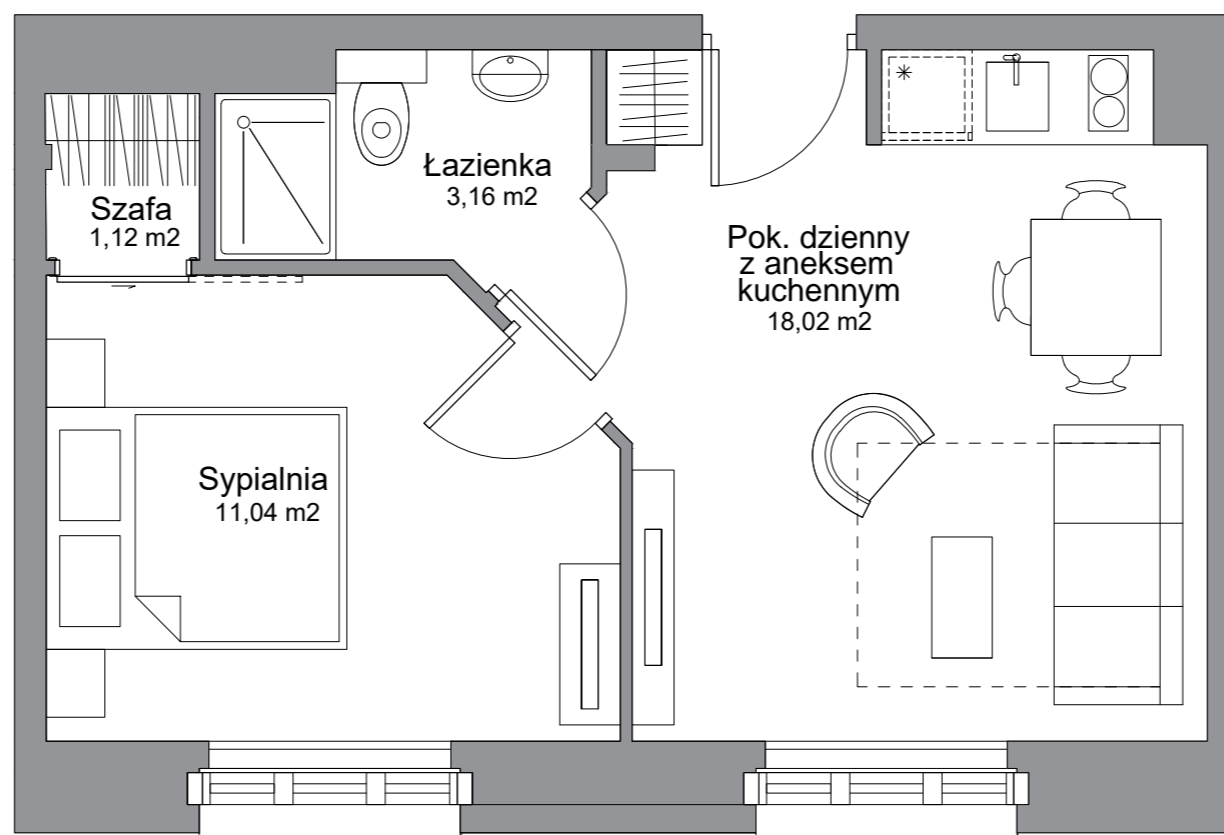 Łazienka
3,16 m2
Szafa
1,12 m2
Pok. dzienny
z aneksem
kuchennym
18,02 m2
Sypialnia
11,04 m2